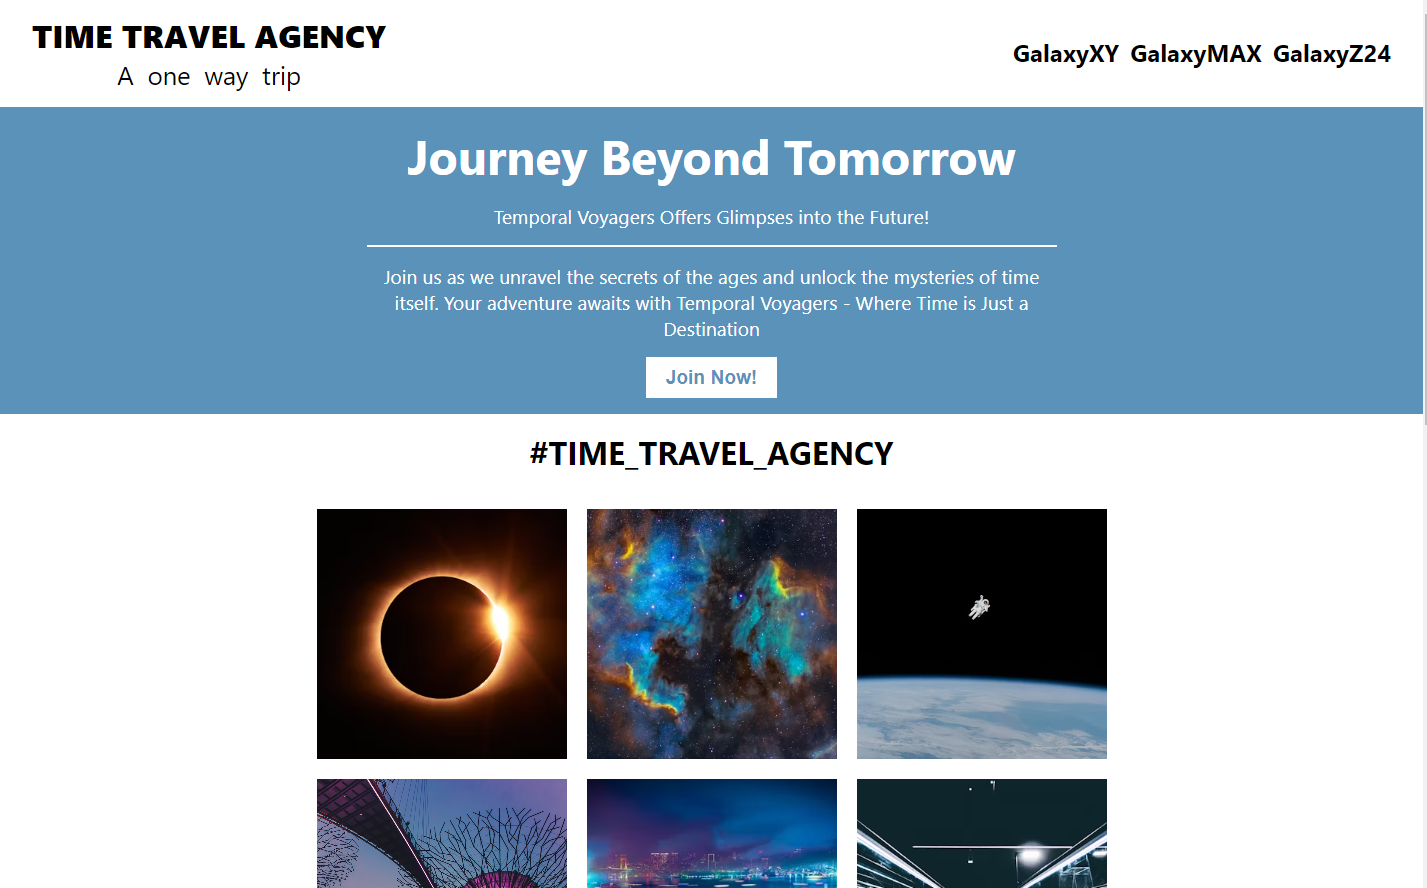 TIME TRAVEL AGENCY
A one way trip
GalaxyXY GalaxyMAX GalaxyZ24
Journey Beyond Tomorrow
Temporal Voyagers Offers Glimpses into the Future!
Join us as we unravel the secrets of the ages and unlock the mysteries of time
itself. Your adventure awaits with Temporal Voyagers - Where Time is Just a
Destination
Join Now!
#TIME_TRAVEL_AGENCY